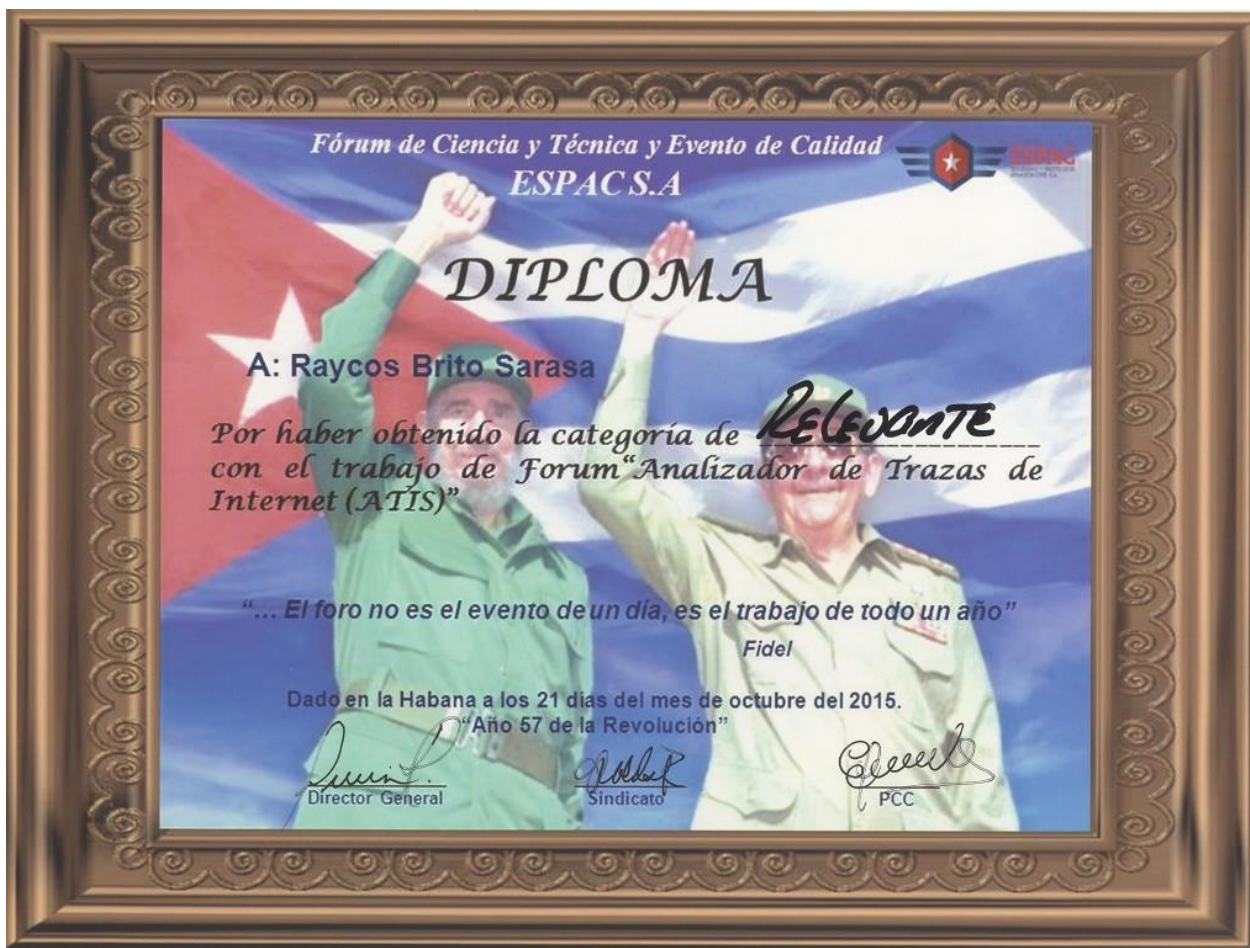 Fórum de Ciencia y Técnica y Evento de Calidad
ESPAC S.A
DIPLOMA
A: Raycos Brito Sarasa
Por haber obtenido la categoría de RELEVANTE
con el trabajo de Forum “Analizador de Trazas de
Internet (ATIS)”
“... El foro no es el evento de un día, es el trabajo de todo un año”
Fidel
Dado en la Habana a los 21 días del mes de octubre del 2015.
“Año 57 de la Revolución”
Director General
Sindicato
PCC